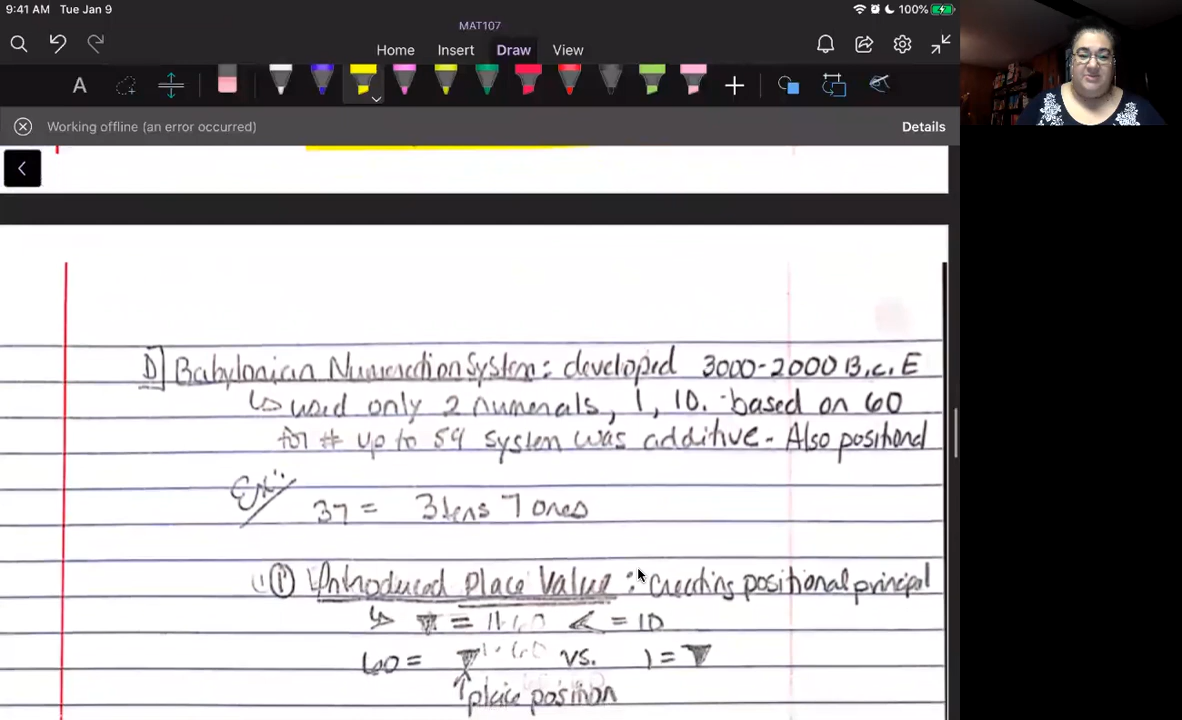 9:41 AM Tue Jan 9
100%
MAT107
Home Insert Draw View
A
Working offline (an error occurred)
Details
D] Babylonian Numeration System: developed 3000-2000 B.C.E
↳ used only 2 numerals, 1, 10. based on 60
for # up to 59 system was additive - Also positional
Ex:
37 = 3 tens 7 ones
① Introduced Place Value: creating positional principal
↳ ▼ = < = 10
60 = ▼ vs. 1 = ▼
↑ place position